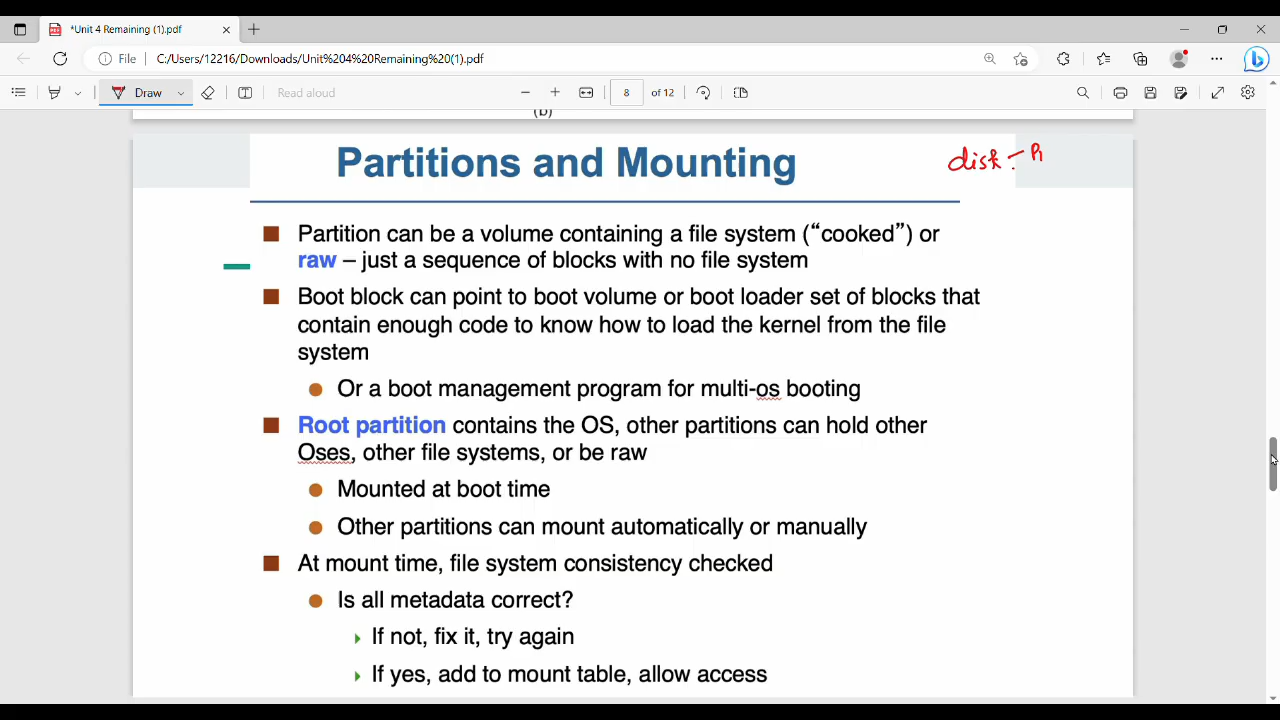 *Unit 4 Remaining (1).pdf
File
C:/Users/12216/Downloads/Unit%204%20Remaining%20(1).pdf
Draw
Read aloud
8 of 12
(b)
Partitions and Mounting
disk -
Partition can be a volume containing a file system (“cooked”) or
raw – just a sequence of blocks with no file system
Boot block can point to boot volume or boot loader set of blocks that
contain enough code to know how to load the kernel from the file
system
Or a boot management program for multi-os booting
Root partition contains the OS, other partitions can hold other
Oses, other file systems, or be raw
Mounted at boot time
Other partitions can mount automatically or manually
At mount time, file system consistency checked
Is all metadata correct?
If not, fix it, try again
If yes, add to mount table, allow access